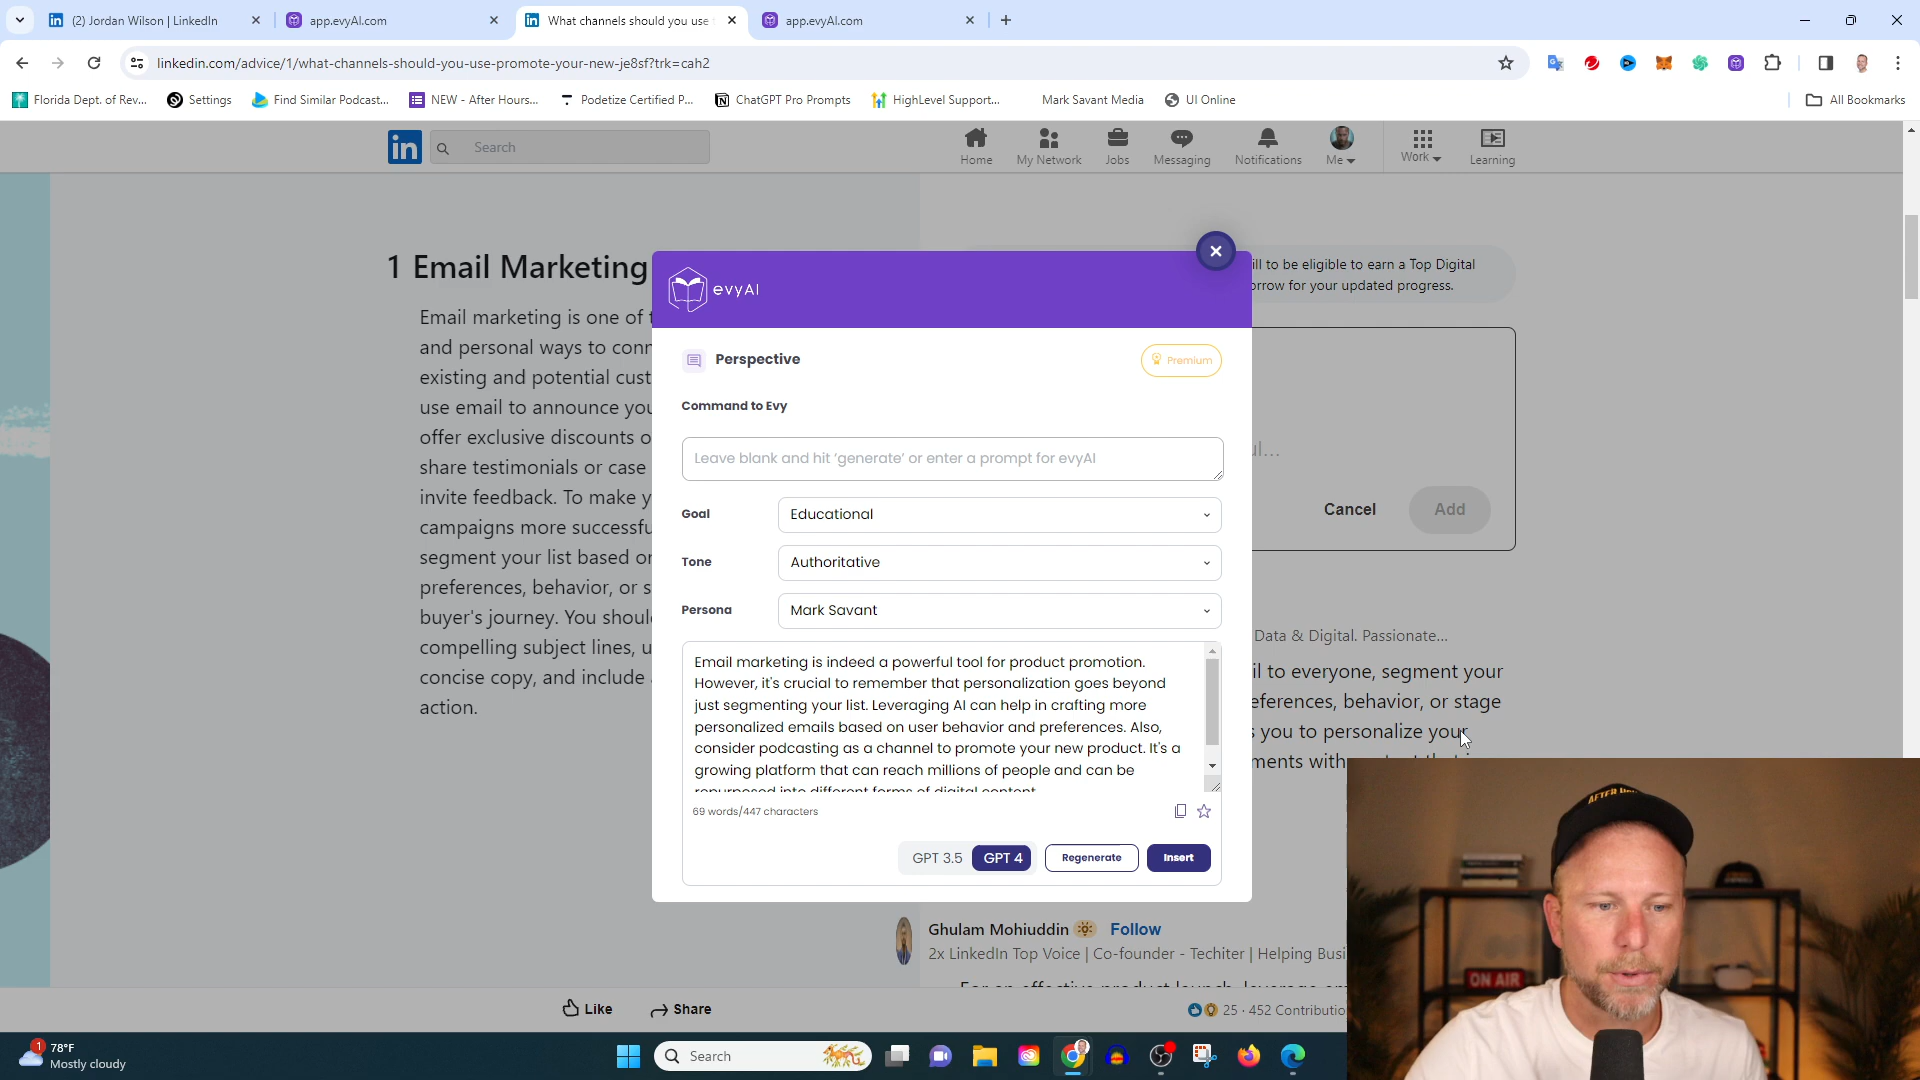 (2) Jordan Wilson | LinkedIn
app.evyAI.com
What channels should you use
app.evyAI.com
linkedin.com/advice/1/what-channels-should-you-use-promote-your-new-je8sf?trk=cah2
Florida Dept. of Rev...
Settings
Find Similar Podcast...
NEW - After Hours...
Podetize Certified P...
ChatGPT Pro Prompts
HighLevel Support...
Mark Savant Media
UI Online
All Bookmarks
in
Search
Home
My Network
Jobs
Messaging
Notifications
Me
Work
Learning
1 Email Marketing
Email marketing is one of
and personal ways to conn
existing and potential cust
use email to announce you
offer exclusive discounts o
share testimonials or case
invite feedback. To make y
campaigns more successfu
segment your list based on
preferences, behavior, or s
buyer's journey. You shoul
compelling subject lines, u
concise copy, and include
action.
ill to be eligible to earn a Top Digital
orrow for your updated progress.
evyAI
Perspective
Premium
Command to Evy
Leave blank and hit 'generate' or enter a prompt for evyAI
Goal
Educational
Tone
Authoritative
Persona
Mark Savant
Email marketing is indeed a powerful tool for product promotion.
However, it's crucial to remember that personalization goes beyond
just segmenting your list. Leveraging AI can help in crafting more
personalized emails based on user behavior and preferences. Also,
consider podcasting as a channel to promote your new product. It's a
growing platform that can reach millions of people and can be
repurposed into different forms of digital content.
69 words/447 characters
GPT 3.5
GPT 4
Regenerate
Insert
ul...
Cancel
Add
Data & Digital. Passionate...
il to everyone, segment your
eferences, behavior, or stage
s you to personalize your
ments with
Ghulam Mohiuddin
Follow
2x LinkedIn Top Voice | Co-founder - Techiter | Helping Busi
Like
Share
25 · 452 Contributio
ON AIR
1
78°F
Mostly cloudy
Search